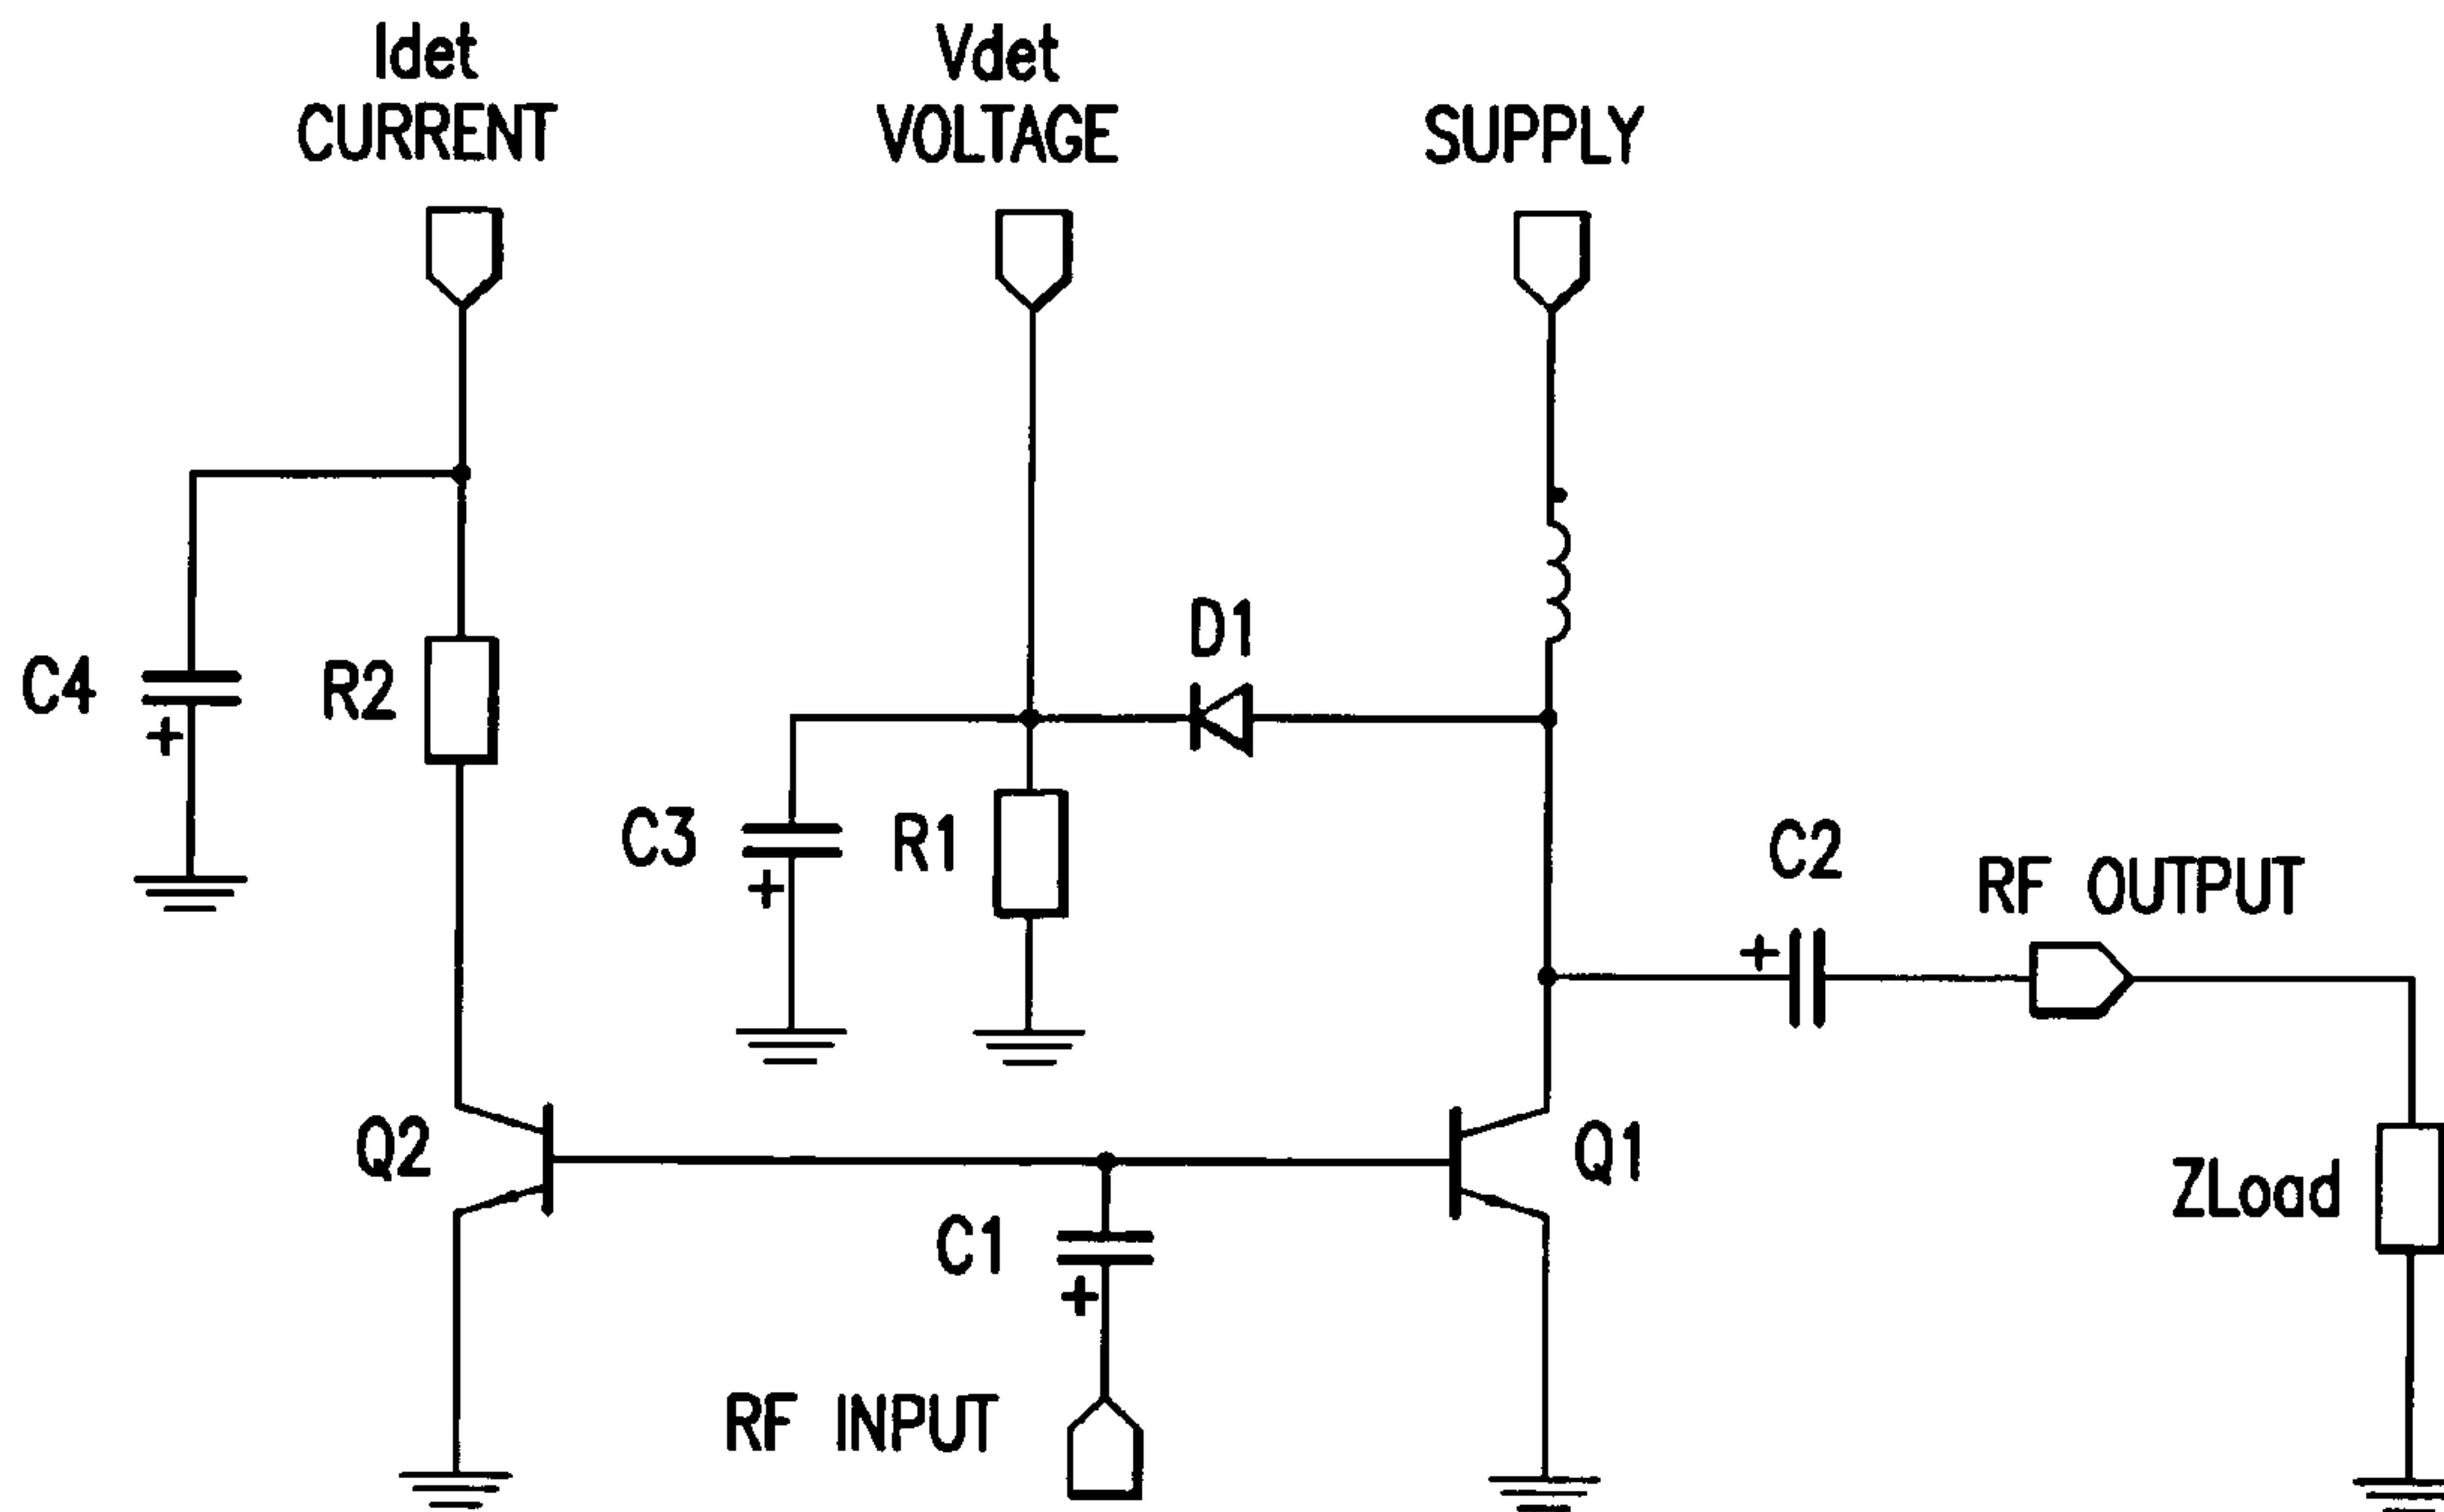 Idet
CURRENT
Vdet
VOLTAGE
SUPPLY
D1
C4
+
R2
C3
+
R1
C2
+
RF OUTPUT
Q2
Q1
ZLoad
C1
+
RF INPUT